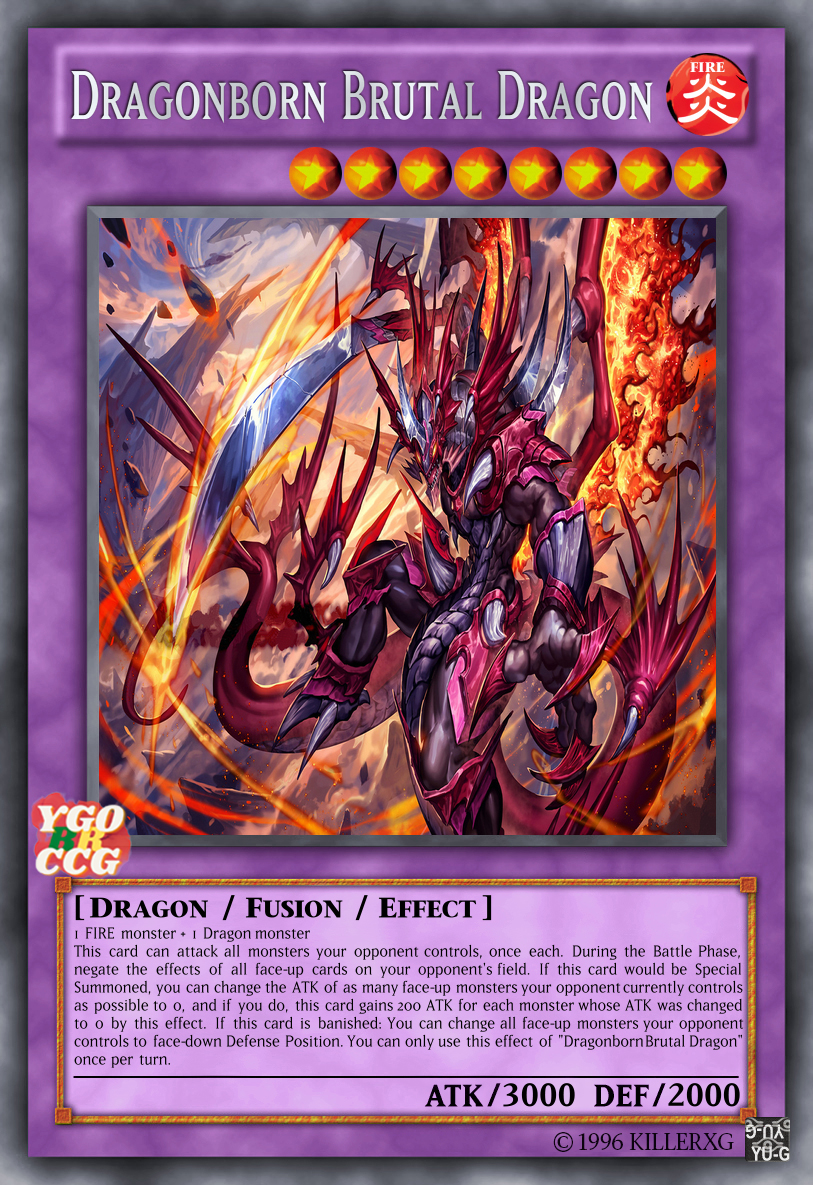 DRAGONBORN BRUTAL DRAGON
FIRE
炎
YGO
RR
CCG
[ DRAGON / FUSION / EFFECT ]
1 FIRE monster + 1 Dragon monster
This card can attack all monsters your opponent controls, once each. During the Battle Phase,
negate the effects of all face-up cards on your opponent's field. If this card would be Special
Summoned, you can change the ATK of as many face-up monsters your opponent currently controls
as possible to 0, and if you do, this card gains 200 ATK for each monster whose ATK was changed
to 0 by this effect. If this card is banished: You can change all face-up monsters your opponent
controls to face-down Defense Position. You can only use this effect of "Dragonborn Brutal Dragon"
once per turn.
ATK/3000 DEF/2000
© 1996 KILLERXG
YU-G